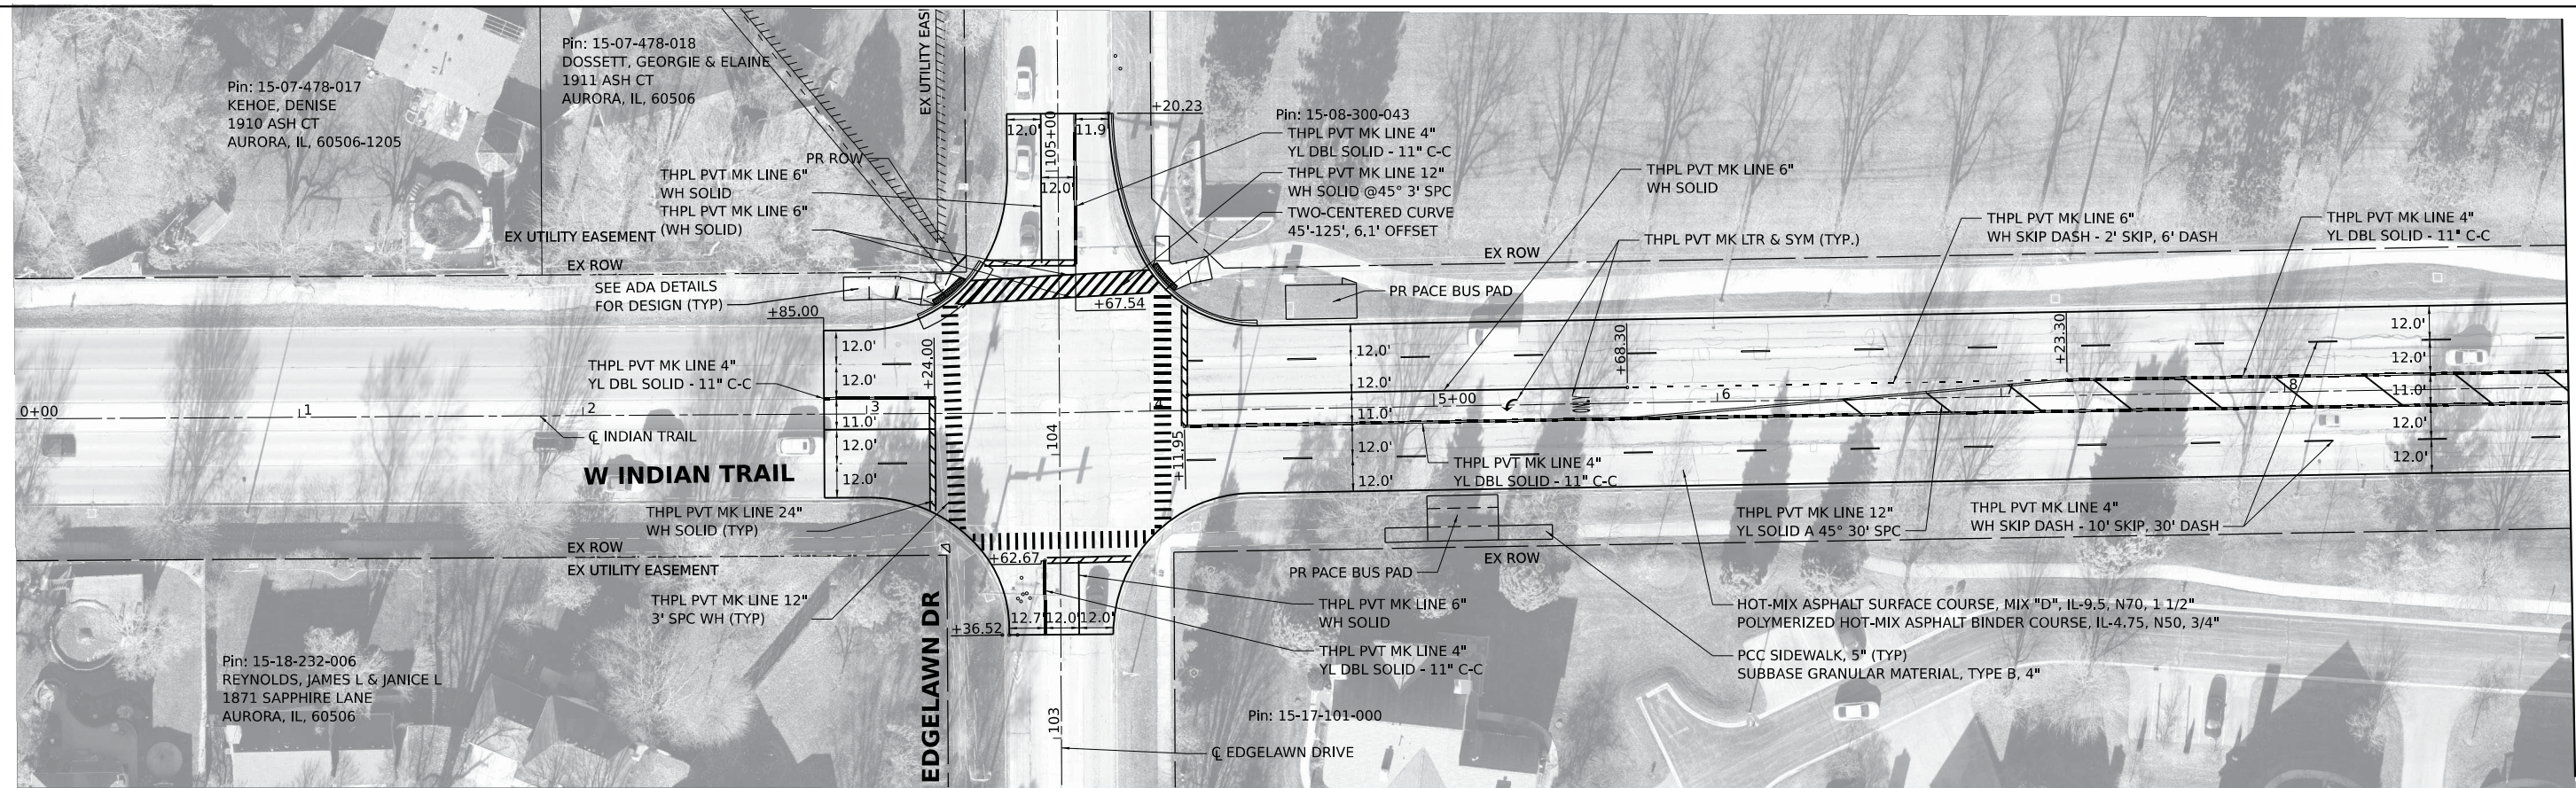 Pin: 15-07-478-017
KEHOE, DENISE
1910 ASH CT
AURORA, IL, 60506-1205
Pin: 15-07-478-018
DOSSETT, GEORGIE & ELAINE
1911 ASH CT
AURORA, IL, 60506
EX UTILITY EASE
PR ROW
THPL PVT MK LINE 6"
WH SOLID
THPL PVT MK LINE 6"
(WH SOLID)
EX UTILITY EASEMENT
EX ROW
SEE ADA DETAILS
FOR DESIGN (TYP)
+85.00
12.0'
105+00
11.9'
12.0'
+20.23
Pin: 15-08-300-043
THPL PVT MK LINE 4"
YL DBL SOLID - 11" C-C
THPL PVT MK LINE 12"
WH SOLID @45° 3' SPC
TWO-CENTERED CURVE
45'-125', 6.1' OFFSET
+67.54
THPL PVT MK LINE 6"
WH SOLID
THPL PVT MK LTR & SYM (TYP.)
EX ROW
PR PACE BUS PAD
THPL PVT MK LINE 6"
WH SKIP DASH - 2' SKIP, 6' DASH
THPL PVT MK LINE 4"
YL DBL SOLID - 11" C-C
+68.30
+23.30
THPL PVT MK LINE 4"
YL DBL SOLID - 11" C-C
12.0'
12.0'
11.0'
12.0'
12.0'
+24.00
0+00
1
2
3
4
5+00
6
7
8
℄ INDIAN TRAIL
W INDIAN TRAIL
104
+11.95
12.0'
12.0'
11.0'
12.0'
12.0'
12.0'
12.0'
11.0'
12.0'
12.0'
THPL PVT MK LINE 4"
YL DBL SOLID - 11" C-C
THPL PVT MK LINE 24"
WH SOLID (TYP)
EX ROW
EX UTILITY EASEMENT
THPL PVT MK LINE 12"
3' SPC WH (TYP)
+62.67
+36.52
12.7'
12.0'
12.0'
EDGELAWN DR
103
THPL PVT MK LINE 12"
YL SOLID A 45° 30' SPC
THPL PVT MK LINE 4"
WH SKIP DASH - 10' SKIP, 30' DASH
EX ROW
PR PACE BUS PAD
THPL PVT MK LINE 6"
WH SOLID
THPL PVT MK LINE 4"
YL DBL SOLID - 11" C-C
HOT-MIX ASPHALT SURFACE COURSE, MIX "D", IL-9.5, N70, 1 1/2"
POLYMERIZED HOT-MIX ASPHALT BINDER COURSE, IL-4.75, N50, 3/4"
PCC SIDEWALK, 5" (TYP)
SUBBASE GRANULAR MATERIAL, TYPE B, 4"
Pin: 15-18-232-006
REYNOLDS, JAMES L & JANICE L
1871 SAPPHIRE LANE
AURORA, IL, 60506
Pin: 15-17-101-000
℄ EDGELAWN DRIVE